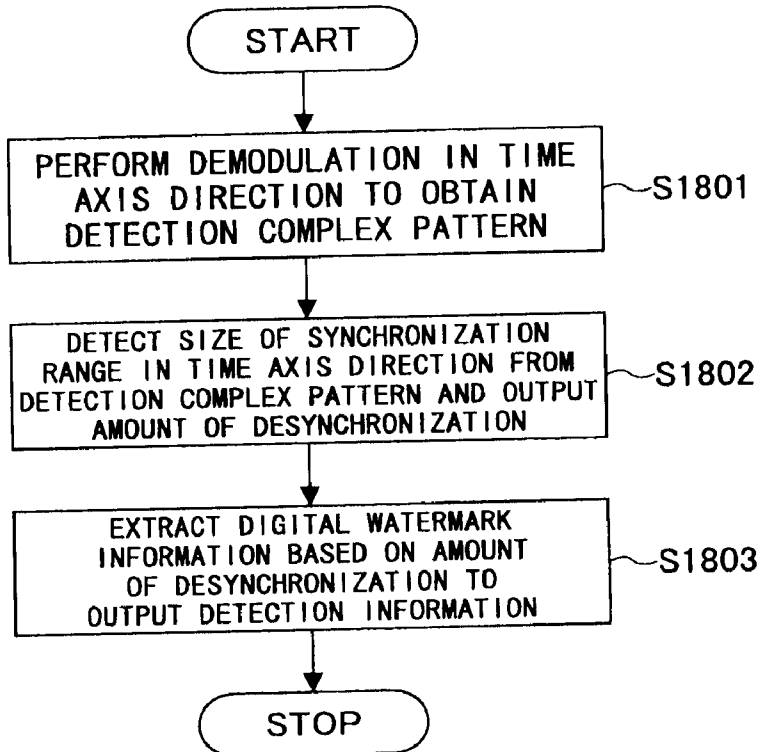 START
PERFORM DEMODULATION IN TIME
AXIS DIRECTION TO OBTAIN
DETECTION COMPLEX PATTERN
S1801
DETECT SIZE OF SYNCHRONIZATION
RANGE IN TIME AXIS DIRECTION FROM
DETECTION COMPLEX PATTERN AND OUTPUT
AMOUNT OF DESYNCHRONIZATION
S1802
EXTRACT DIGITAL WATERMARK
INFORMATION BASED ON AMOUNT
OF DESYNCHRONIZATION TO
OUTPUT DETECTION INFORMATION
S1803
STOP